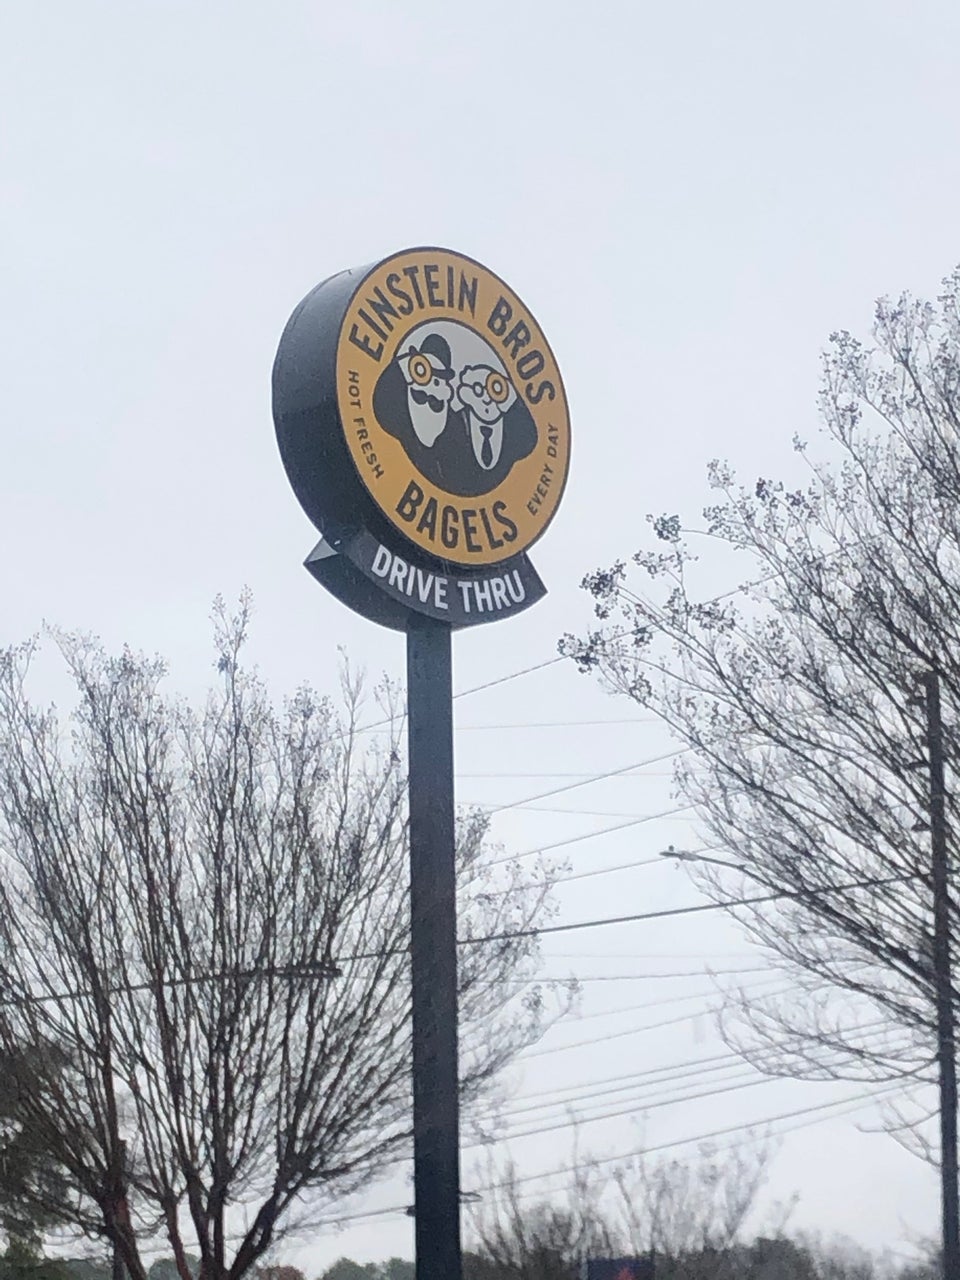 EINSTEIN BROS
HOT FRESH
EVERY DAY
BAGELS
DRIVE THRU